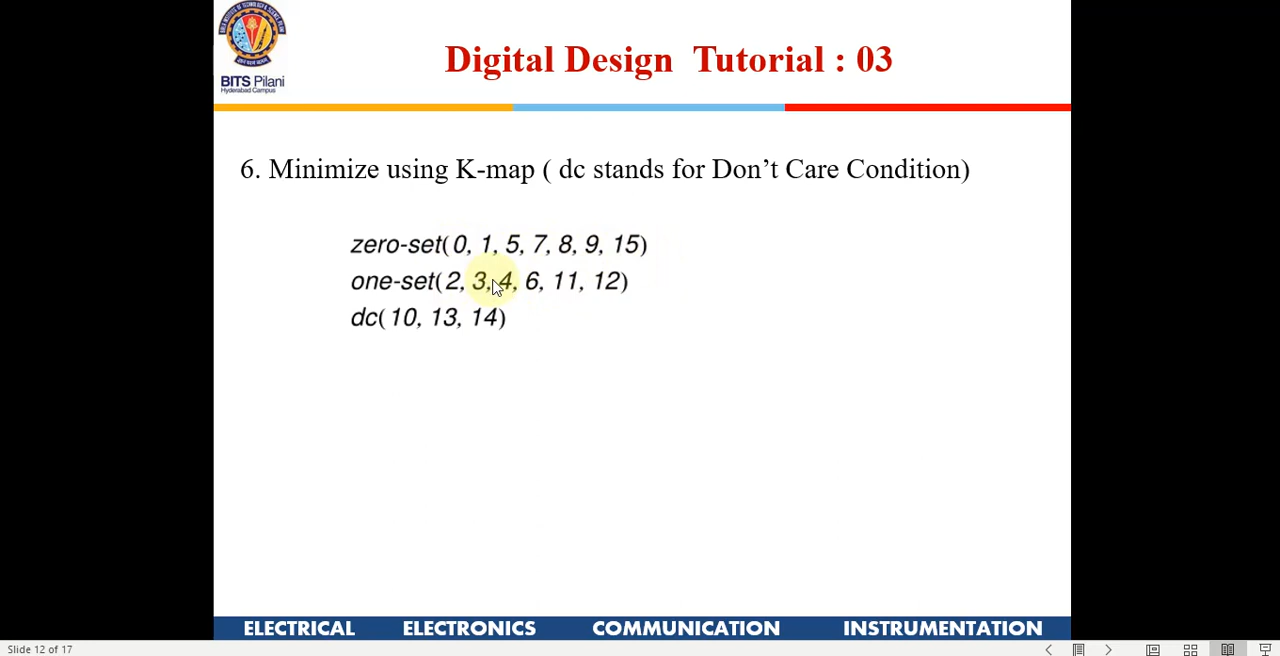 BITS Pilani
Hyderabad Campus
Digital Design Tutorial : 03
6. Minimize using K-map ( dc stands for Don’t Care Condition)
zero-set(0, 1, 5, 7, 8, 9, 15)
one-set(2, 3, 4, 6, 11, 12)
dc(10, 13, 14)
ELECTRICAL ELECTRONICS COMMUNICATION INSTRUMENTATION
Slide 12 of 17